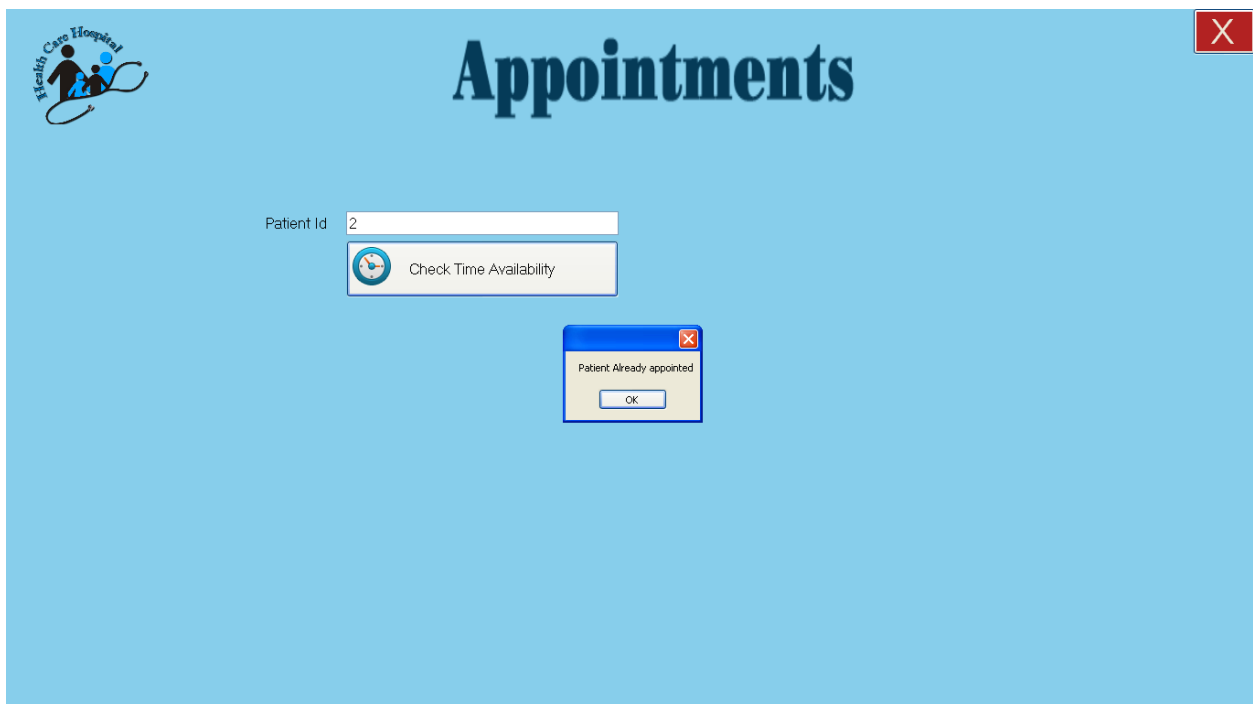 Health Care Hospital
Appointments
X
Patient Id
2
Check Time Availability
Patient Already appointed
OK